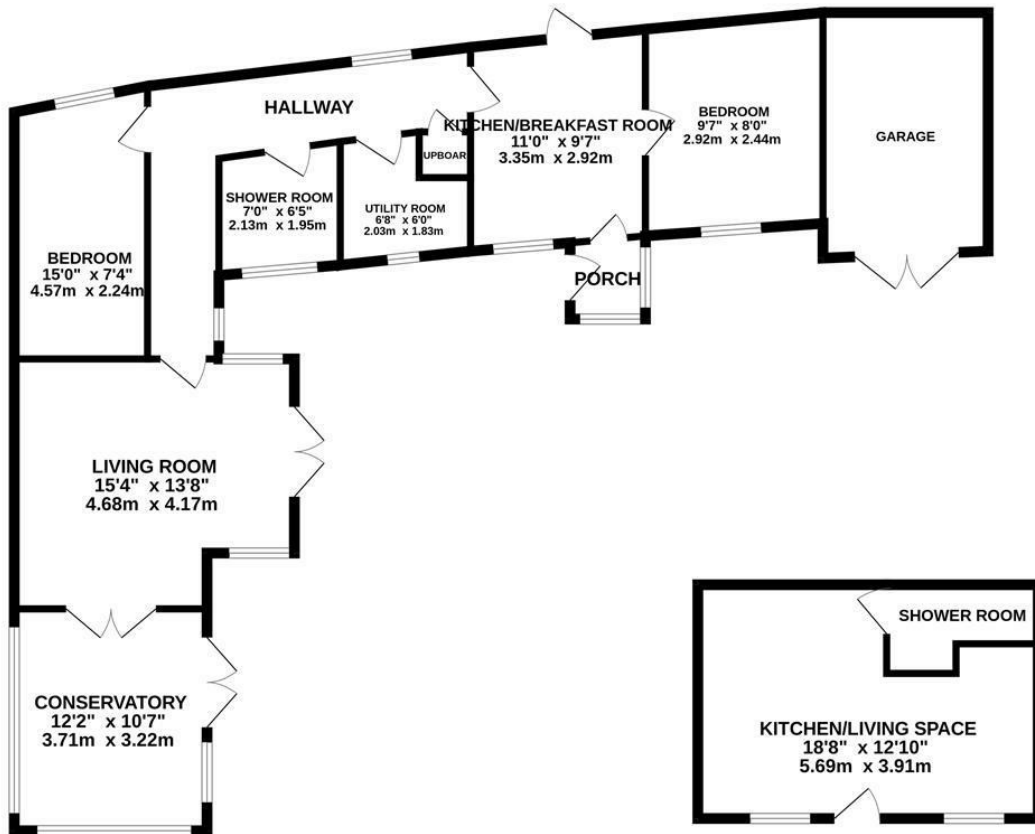 HALLWAY
KITCHEN/BREAKFAST ROOM
11'0" x 9'7"
3.35m x 2.92m
BEDROOM
9'7" x 8'0"
2.92m x 2.44m
GARAGE
UPBOAR
SHOWER ROOM
7'0" x 6'5"
2.13m x 1.95m
UTILITY ROOM
6'8" x 6'0"
2.03m x 1.83m
BEDROOM
15'0" x 7'4"
4.57m x 2.24m
PORCH
LIVING ROOM
15'4" x 13'8"
4.68m x 4.17m
CONSERVATORY
12'2" x 10'7"
3.71m x 3.22m
SHOWER ROOM
KITCHEN/LIVING SPACE
18'8" x 12'10"
5.69m x 3.91m